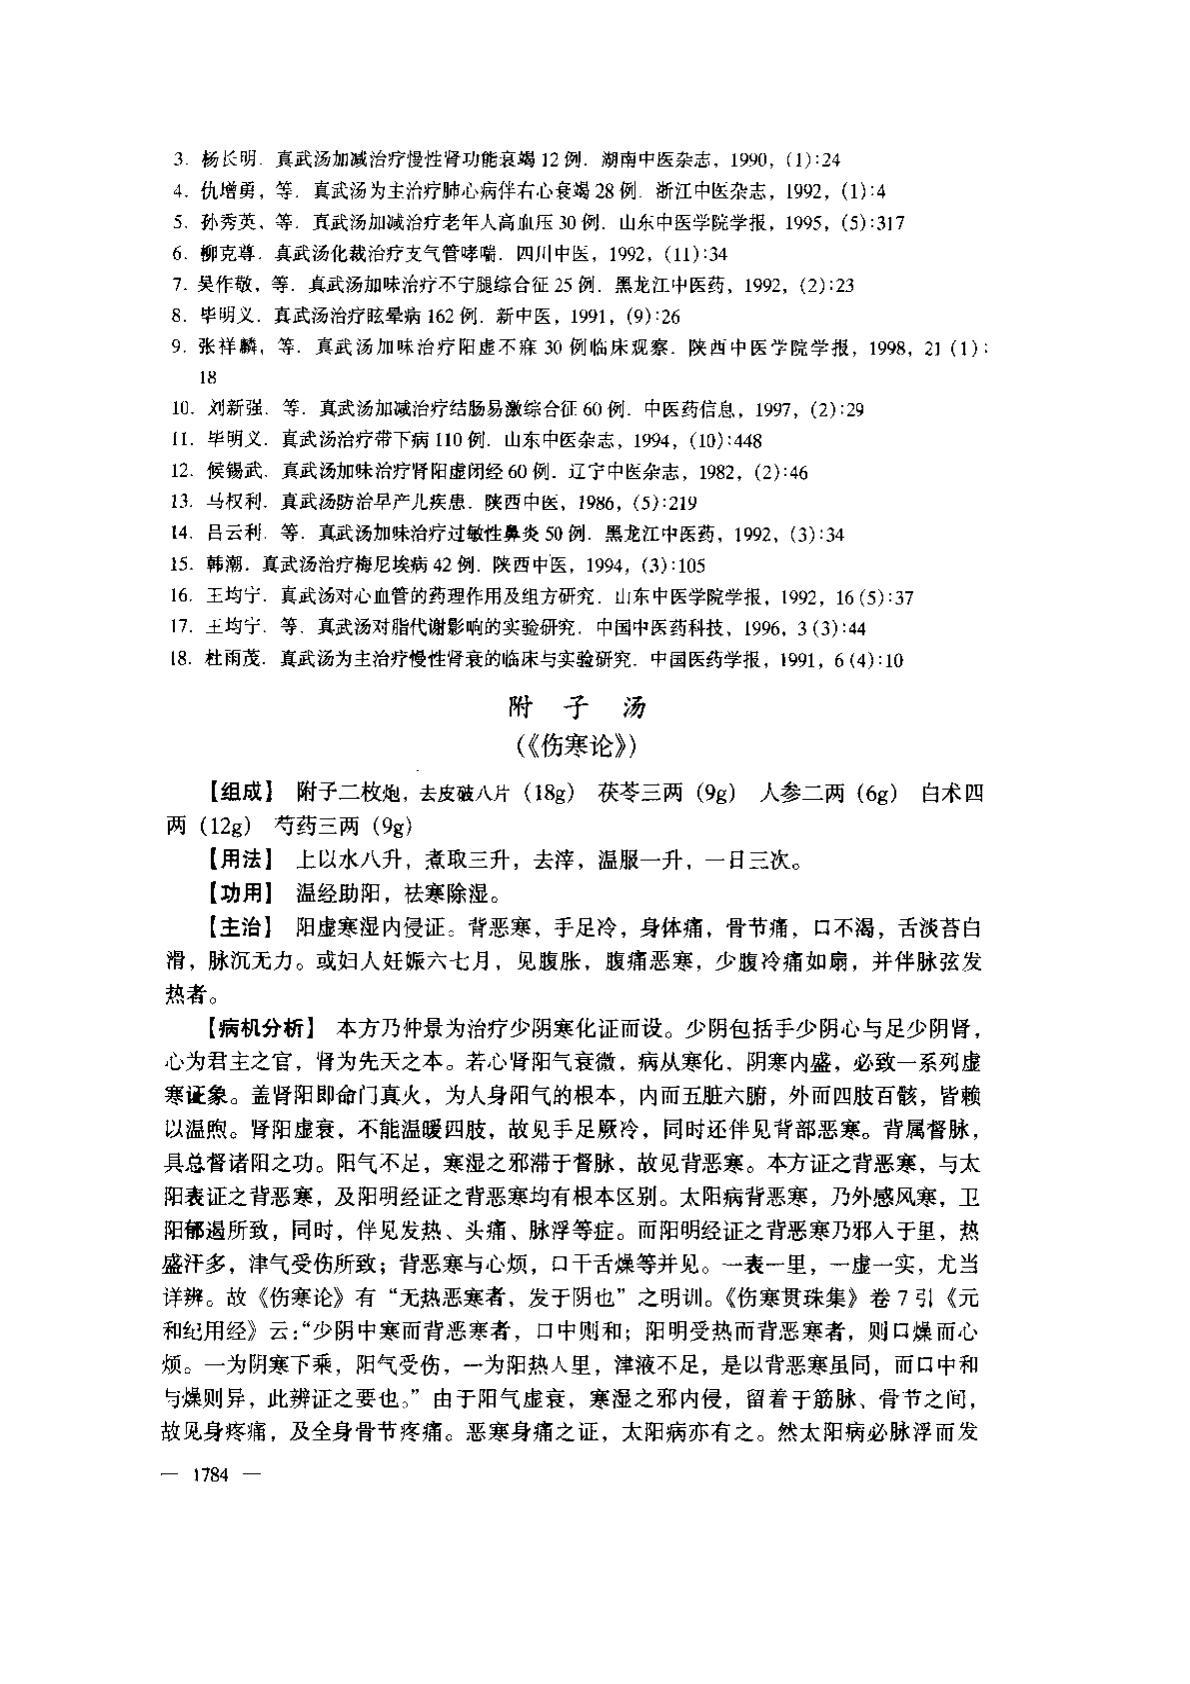 3. 杨长明. 真武汤加减治疗慢性肾功能衰竭 12 例. 湖南中医杂志, 1990, (1):24
4. 仇增勇, 等. 真武汤为主治疗肺心病伴右心衰竭 28 例. 浙江中医杂志, 1992, (1):4
5. 孙秀英, 等. 真武汤加减治疗老年人高血压 30 例. 山东中医学院学报, 1995, (5):317
6. 柳克尊. 真武汤化裁治疗支气管哮喘. 四川中医, 1992, (11):34
7. 吴作敬, 等. 真武汤加味治疗不宁腿综合征 25 例. 黑龙江中医药, 1992, (2):23
8. 毕明义. 真武汤治疗眩晕病 162 例. 新中医, 1991, (9):26
9. 张祥麟, 等. 真武汤加味治疗阳虚不寐 30 例临床观察. 陕西中医学院学报, 1998, 21 (1):
18
10. 刘新强, 等. 真武汤加减治疗结肠易激综合征 60 例. 中医药信息, 1997, (2):29
11. 毕明义. 真武汤治疗带下病 110 例. 山东中医杂志, 1994, (10):448
12. 候锡武. 真武汤加味治疗肾阳虚闭经 60 例. 辽宁中医杂志, 1982, (2):46
13. 马权利. 真武汤防治早产儿疾患. 陕西中医, 1986, (5):219
14. 吕云利, 等. 真武汤加味治疗过敏性鼻炎 50 例. 黑龙江中医药, 1992, (3):34
15. 韩潮. 真武汤治疗梅尼埃病 42 例. 陕西中医, 1994, (3):105
16. 王均宁. 真武汤对心血管的药理作用及组方研究. 山东中医学院学报, 1992, 16 (5):37
17. 王均宁, 等. 真武汤对脂代谢影响的实验研究. 中国中医药科技, 1996, 3 (3):44
18. 杜雨茂. 真武汤为主治疗慢性肾衰的临床与实验研究. 中国医药学报, 1991, 6 (4):10
附 子 汤
(《伤寒论》)
【组成】 附子二枚炮, 去皮破八片 (18g) 茯苓三两 (9g) 人参二两 (6g) 白术四
两 (12g) 芍药三两 (9g)
【用法】 上以水八升, 煮取三升, 去滓, 温服一升, 一日三次。
【功用】 温经助阳, 祛寒除湿。
【主治】 阳虚寒湿内侵证。背恶寒, 手足冷, 身体痛, 骨节痛, 口不渴, 舌淡苔白
滑, 脉沉无力。或妇人妊娠六七月, 见腹胀, 腹痛恶寒, 少腹冷痛如扇, 并伴脉弦发
热者。
【病机分析】 本方乃仲景为治疗少阴寒化证而设。少阴包括手少阴心与足少阴肾,
心为君主之官, 肾为先天之本。若心肾阳气衰微, 病从寒化, 阴寒内盛, 必致一系列虚
寒证象。盖肾阳即命门真火, 为人身阳气的根本, 内而五脏六腑, 外而四肢百骸, 皆赖
以温煦。肾阳虚衰, 不能温暖四肢, 故见手足厥冷, 同时还伴见背部恶寒。背属督脉,
具总督诸阳之功。阳气不足, 寒湿之邪滞于督脉, 故见背恶寒。本方证之背恶寒, 与太
阳表证之背恶寒, 及阳明经证之背恶寒均有根本区别。太阳病背恶寒, 乃外感风寒, 卫
阳郁遏所致, 同时, 伴见发热、头痛、脉浮等症。而阳明经证之背恶寒乃邪入于里, 热
盛汗多, 津气受伤所致; 背恶寒与心烦, 口干舌燥等并见。一表一里, 一虚一实, 尤当
详辨。故《伤寒论》有 “无热恶寒者, 发于阴也” 之明训。《伤寒贯珠集》卷 7 引《元
和纪用经》云:“少阴中寒而背恶寒者, 口中则和; 阳明受热而背恶寒者, 则口燥而心
烦。一为阴寒下乘, 阳气受伤, 一为阳热人里, 津液不足, 是以背恶寒虽同, 而口中和
与燥则异, 此辨证之要也。” 由于阳气虚衰, 寒湿之邪内侵, 留着于筋脉、骨节之间,
故见身疼痛, 及全身骨节疼痛。恶寒身痛之证, 太阳病亦有之。然太阳病必脉浮而发
— 1784 —